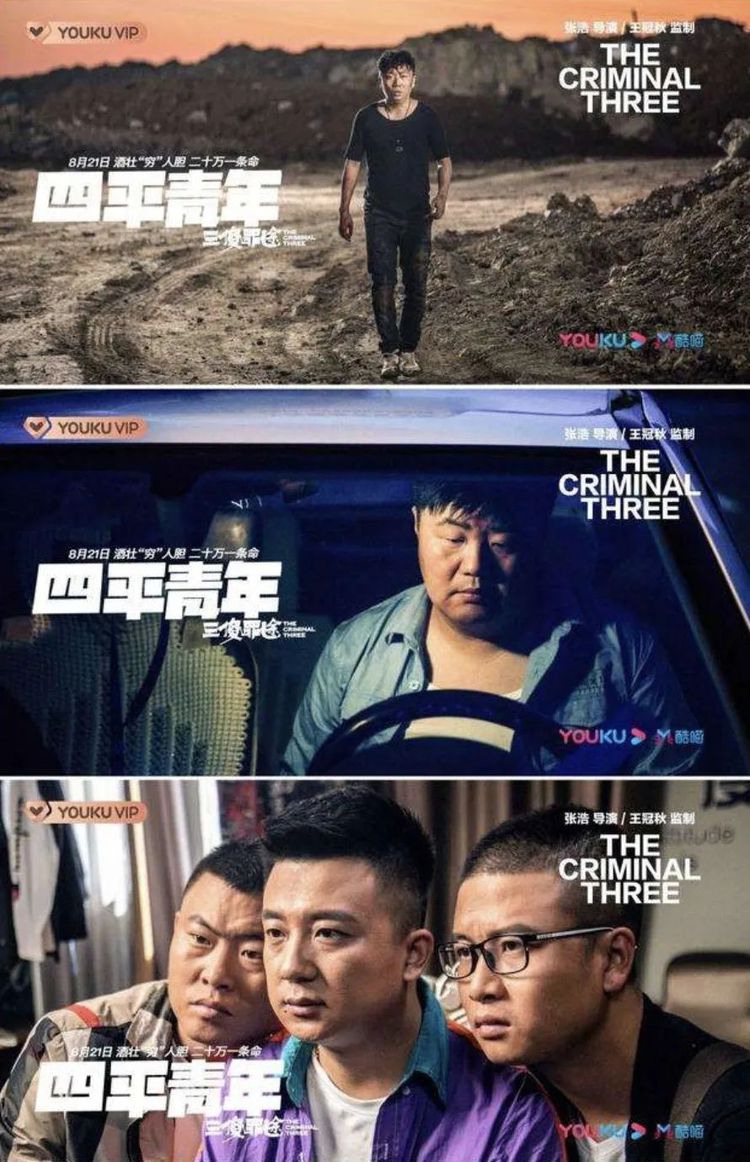 YOUKU VIP
张浩 导演 / 王冠秋 监制
THE
CRIMINAL
THREE
8月21日 酒壮“穷”人胆 二十万一条命
四平青年
三傻罪途 THE
CRIMINAL
THREE
YOUKU 酷喵
YOUKU VIP
张浩 导演 / 王冠秋 监制
THE
CRIMINAL
THREE
8月21日 酒壮“穷”人胆 二十万一条命
四平青年
三傻罪途 THE
CRIMINAL
THREE
YOUKU 酷喵
YOUKU VIP
张浩 导演 / 王冠秋 监制
THE
CRIMINAL
THREE
8月21日 酒壮“穷”人胆 二十万一条命
四平青年
三傻罪途 THE
CRIMINAL
THREE
YOUKU 酷喵